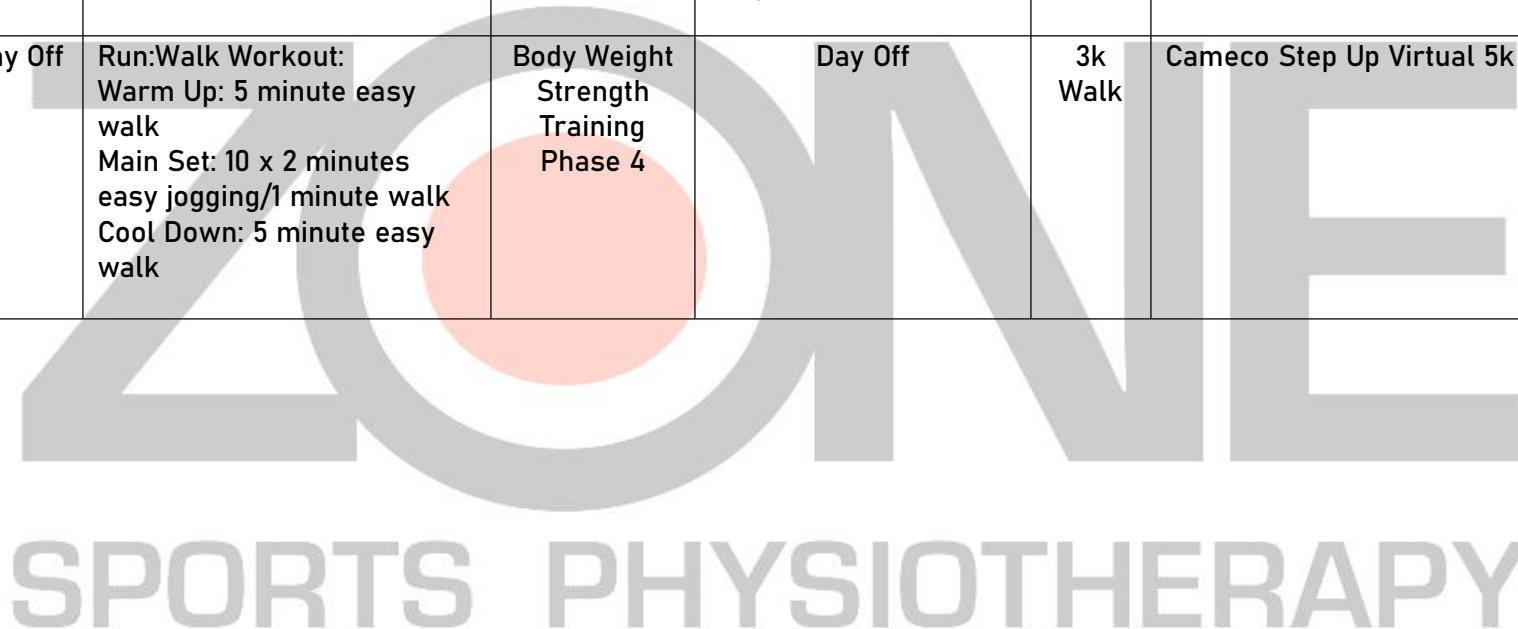 Off
Run:Walk Workout:
Warm Up: 5 minute easy
walk
Main Set: 10 x 2 minutes
easy jogging/1 minute walk
Cool Down: 5 minute easy
walk
Body Weight
Strength
Training
Phase 4
Day Off
3k
Walk
Cameco Step Up Virtual 5k
ZONE
SPORTS PHYSIOTHERAPY